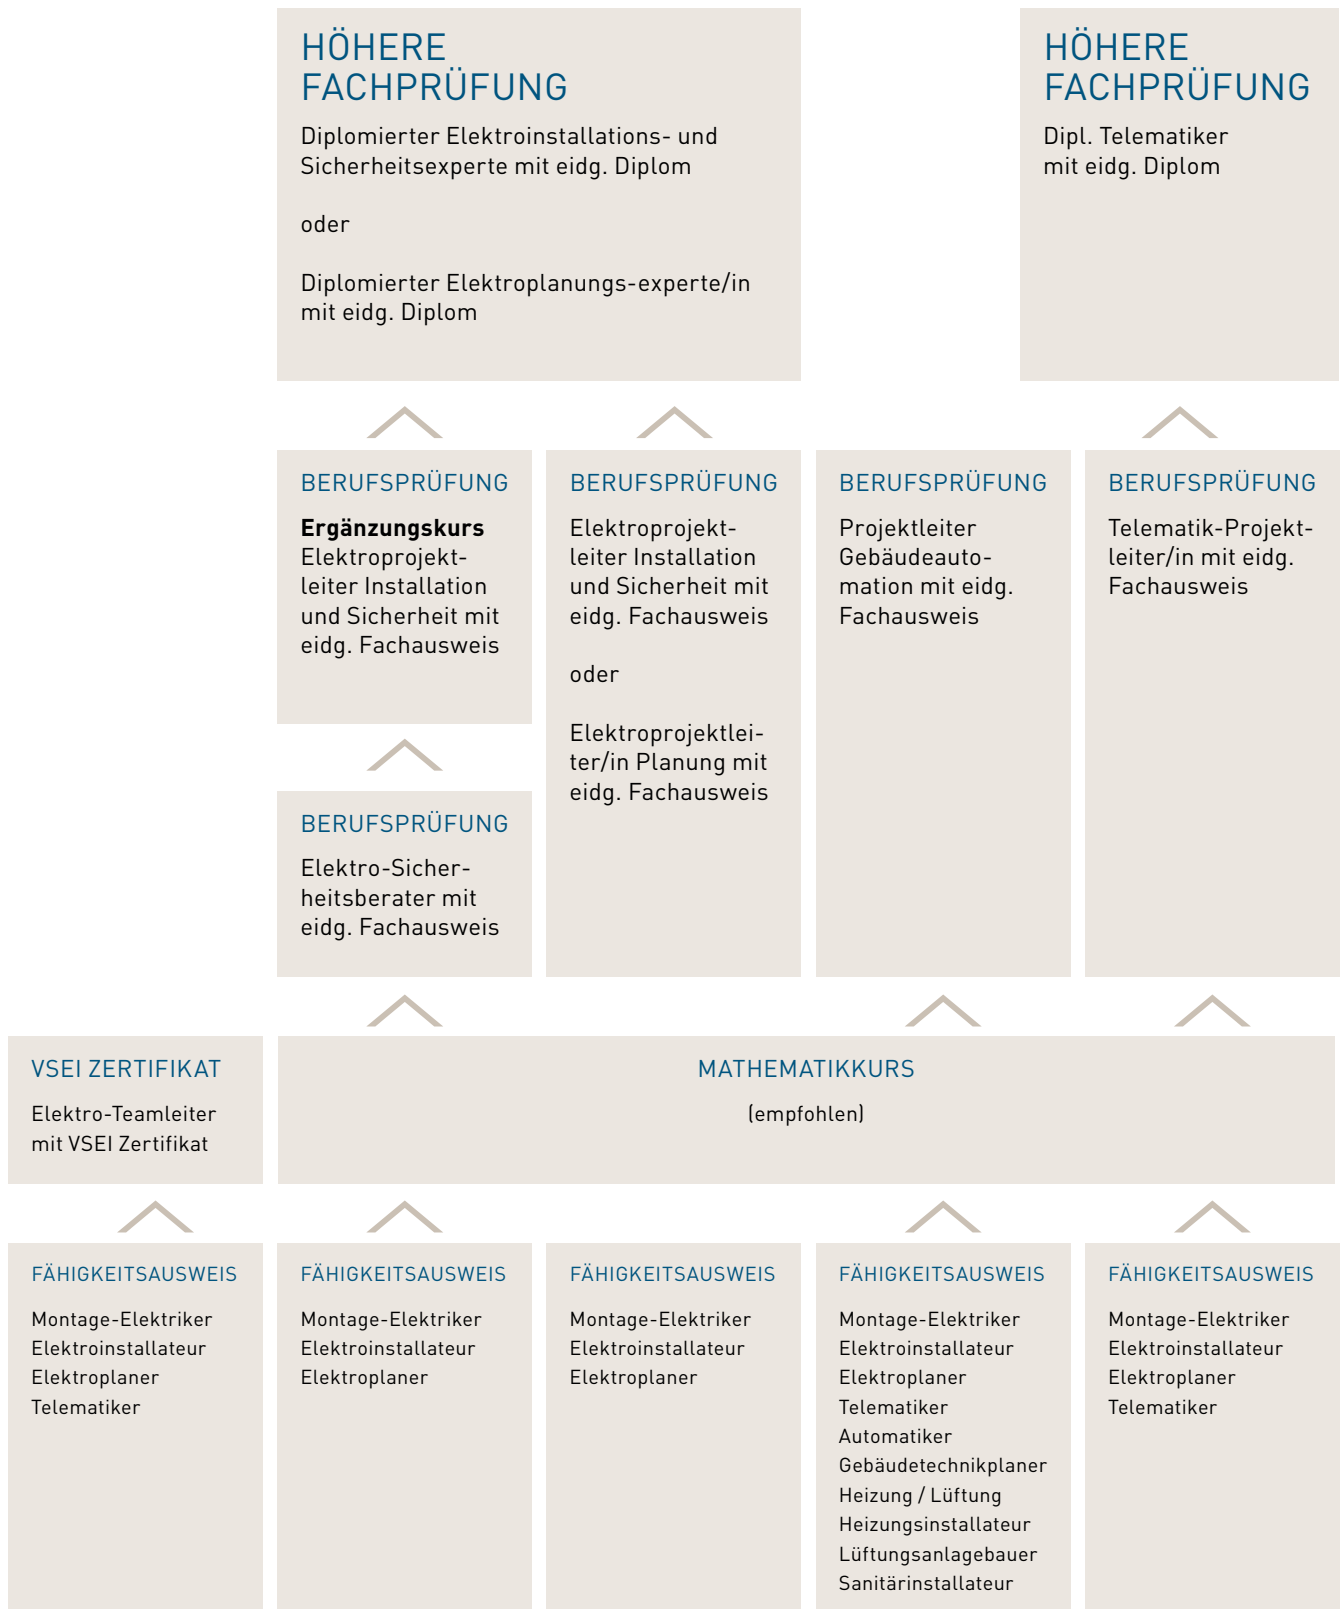 HÖHERE
FACHPRÜFUNG
Diplomierter Elektroinstallations- und
Sicherheitsexperte mit eidg. Diplom
oder
Diplomierter Elektroplanungs-experte/in
mit eidg. Diplom
HÖHERE
FACHPRÜFUNG
Dipl. Telematiker
mit eidg. Diplom
BERUFSPRÜFUNG
Ergänzungskurs
Elektroprojekt-
leiter Installation
und Sicherheit mit
eidg. Fachausweis
BERUFSPRÜFUNG
Elektro-Sicher-
heitsberater mit
eidg. Fachausweis
BERUFSPRÜFUNG
Elektroprojekt-
leiter Installation
und Sicherheit mit
eidg. Fachausweis
oder
Elektroprojektlei-
ter/in Planung mit
eidg. Fachausweis
BERUFSPRÜFUNG
Projektleiter
Gebäudeauto-
mation mit eidg.
Fachausweis
BERUFSPRÜFUNG
Telematik-Projekt-
leiter/in mit eidg.
Fachausweis
VSEI ZERTIFIKAT
Elektro-Teamleiter
mit VSEI Zertifikat
MATHEMATIKKURS
(empfohlen)
FÄHIGKEITSAUSWEIS
Montage-Elektriker
Elektroinstallateur
Elektroplaner
Telematiker
FÄHIGKEITSAUSWEIS
Montage-Elektriker
Elektroinstallateur
Elektroplaner
FÄHIGKEITSAUSWEIS
Montage-Elektriker
Elektroinstallateur
Elektroplaner
FÄHIGKEITSAUSWEIS
Montage-Elektriker
Elektroinstallateur
Elektroplaner
Telematiker
Automatiker
Gebäudetechnikplaner
Heizung / Lüftung
Heizungsinstallateur
Lüftungsanlagebauer
Sanitärinstallateur
FÄHIGKEITSAUSWEIS
Montage-Elektriker
Elektroinstallateur
Elektroplaner
Telematiker